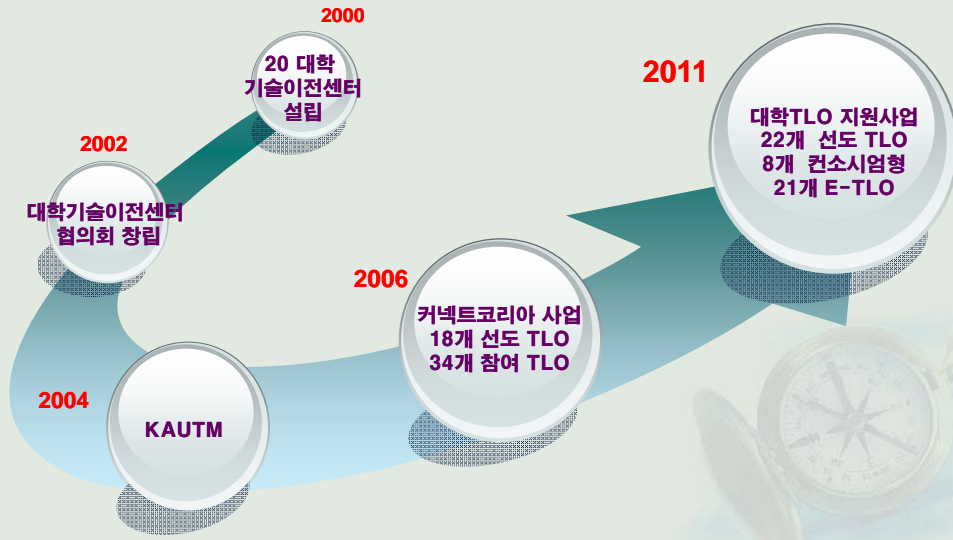 2000
20 대학
기술이전센터
설립
2002
대학기술이전센터
협의회 창립
2004
KAUTM
2006
커넥트코리아 사업
18개 선도 TLO
34개 참여 TLO
2011
대학TLO 지원사업
22개 선도 TLO
8개 컨소시엄형
21개 E-TLO